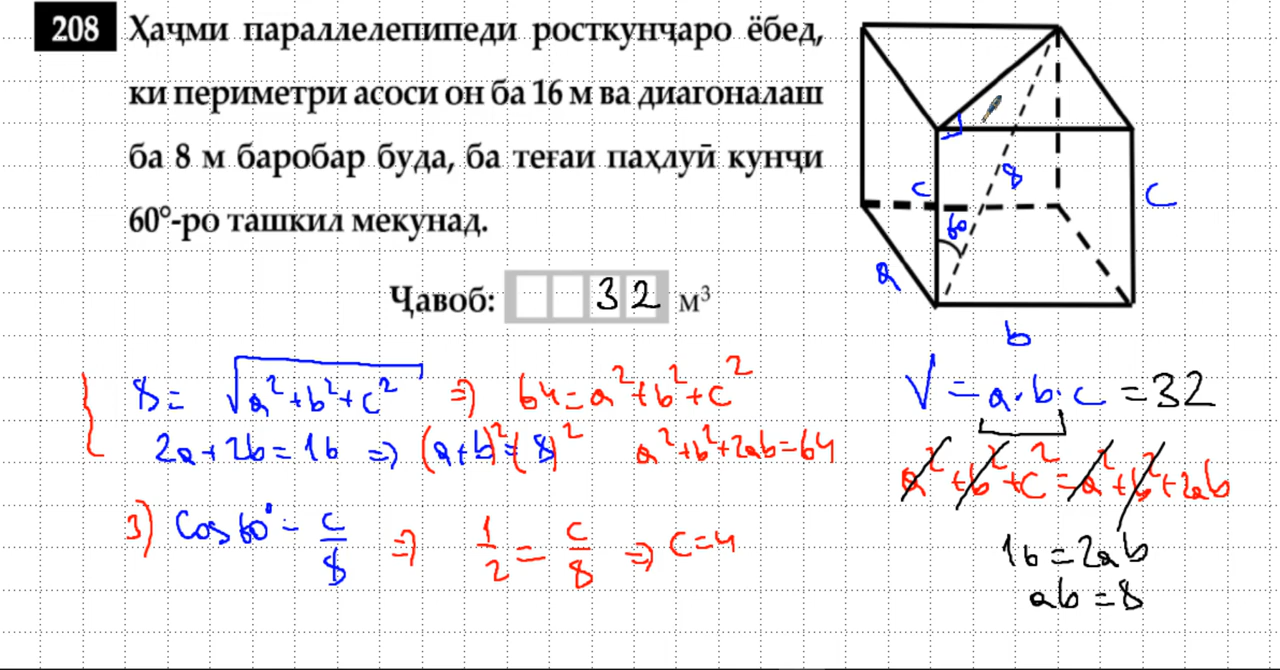 208 Ҳаҷми параллелепипеди росткунҷаро ёбед,
ки периметри асоси он ба 16 м ва диагоналаш
ба 8 м баробар буда, ба теғаи паҳлуӣ кунҷи
60°-ро ташкил мекунад.
Ҷавоб: 32 м³
c
8
c
60
a
b
8 = √(a² + b² + c²) ⇒ 64 = a² + b² + c²
2a + 2b = 16 ⇒ (a + b)² = (8)² a² + b² + 2ab = 64
3) Cos 60° = c/8 ⇒ 1/2 = c/8 ⇒ c = 4
V = a · b · c = 32
a² + b² + c² = a² + b² + 2ab
16 = 2ab
ab = 8